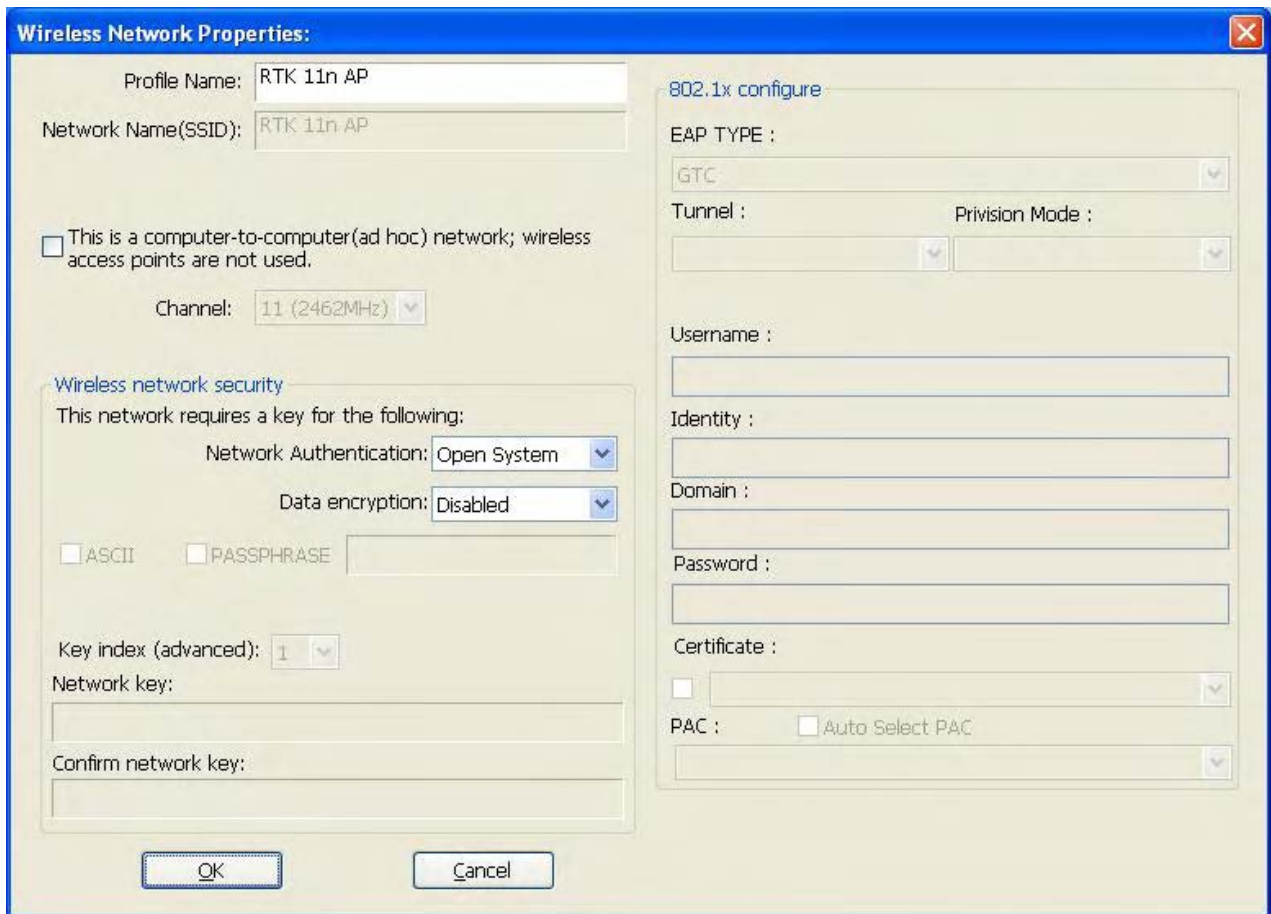 Wireless Network Properties:
Profile Name: RTK 11n AP
Network Name(SSID): RTK 11n AP
This is a computer-to-computer(ad hoc) network; wireless
access points are not used.
Channel: 11 (2462MHz)
Wireless network security
This network requires a key for the following:
Network Authentication: Open System
Data encryption: Disabled
ASCII PASSPHRASE
Key index (advanced): 1
Network key:
Confirm network key:
OK Cancel
802.1x configure
EAP TYPE :
GTC
Tunnel : Privision Mode :
Username :
Identity :
Domain :
Password :
Certificate :
PAC : Auto Select PAC